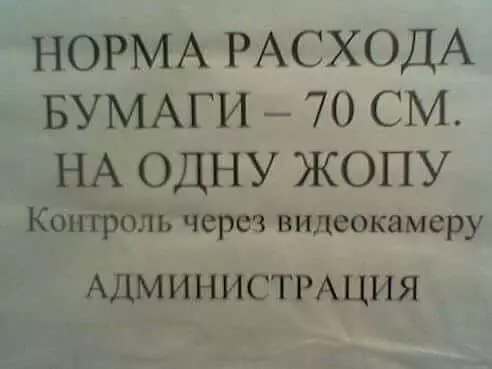 НОРМА РАСХОДА
БУМАГИ – 70 СМ.
НА ОДНУ ЖОПУ
Контроль через видеокамеру
АДМИНИСТРАЦИЯ